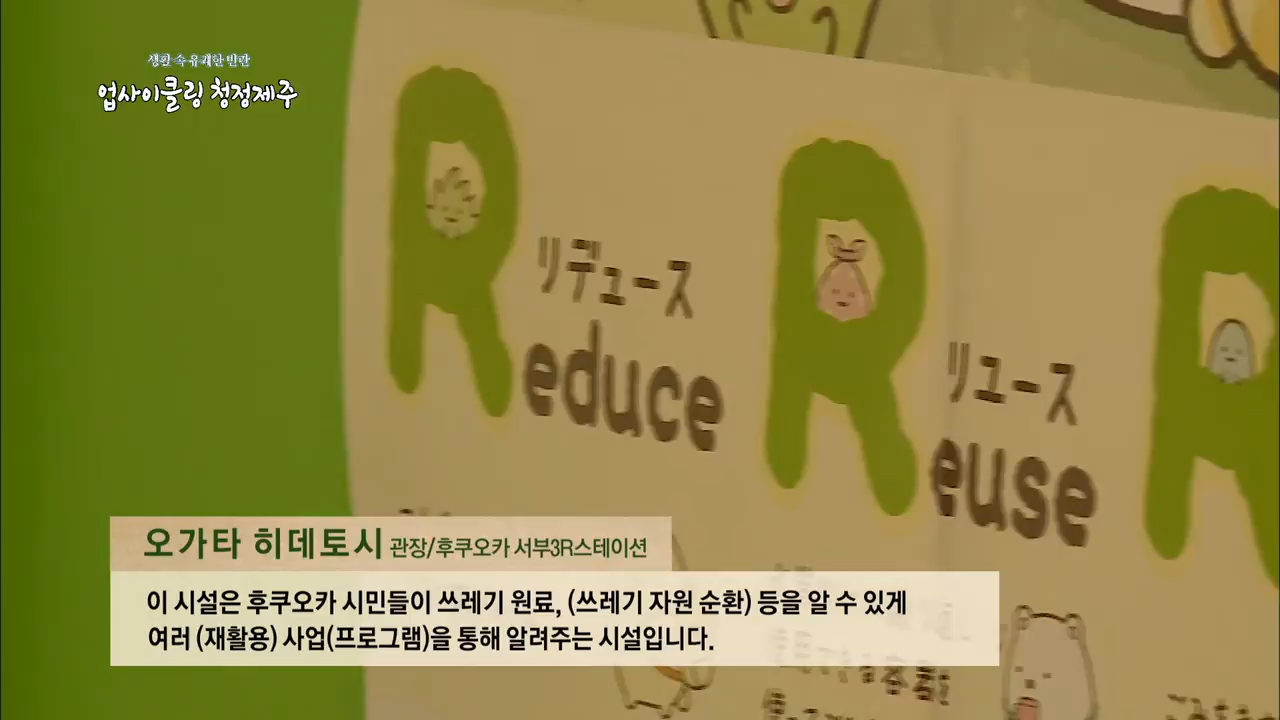 생활 속 유쾌한 반란
업사이클링 청정제주
R
リデュース
educe
R
リユース
euse
R
오가타 히데토시 관장/후쿠오카 서부3R스테이션
이 시설은 후쿠오카 시민들이 쓰레기 원료, (쓰레기 자원 순환) 등을 알 수 있게
여러 (재활용) 사업(프로그램)을 통해 알려주는 시설입니다.